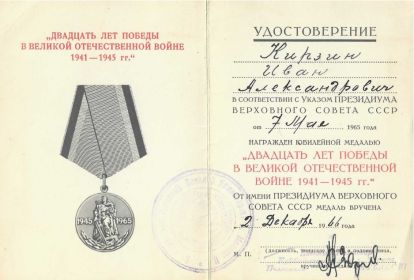 „ДВАДЦАТЬ ЛЕТ ПОБЕДЫ
В ВЕЛИКОЙ ОТЕЧЕСТВЕННОЙ ВОЙНЕ
1941—1945 гг.“
1945 1965
УДОСТОВЕРЕНИЕ
Кирзин
Иван
Александрович
В СООТВЕТСТВИИ С УКАЗОМ ПРЕЗИДИУМА
ВЕРХОВНОГО СОВЕТА СССР
от 7 Мая 1965 года
НАГРАЖДЕН ЮБИЛЕЙНОЙ МЕДАЛЬЮ
„ДВАДЦАТЬ ЛЕТ ПОБЕДЫ
В ВЕЛИКОЙ ОТЕЧЕСТВЕННОЙ
ВОЙНЕ 1941—1945 гг.“
ОТ ИМЕНИ ПРЕЗИДИУМА ВЕРХОВНОГО
СОВЕТА СССР МЕДАЛЬ ВРУЧЕНА
2 Декабря 1966 года
М. П.